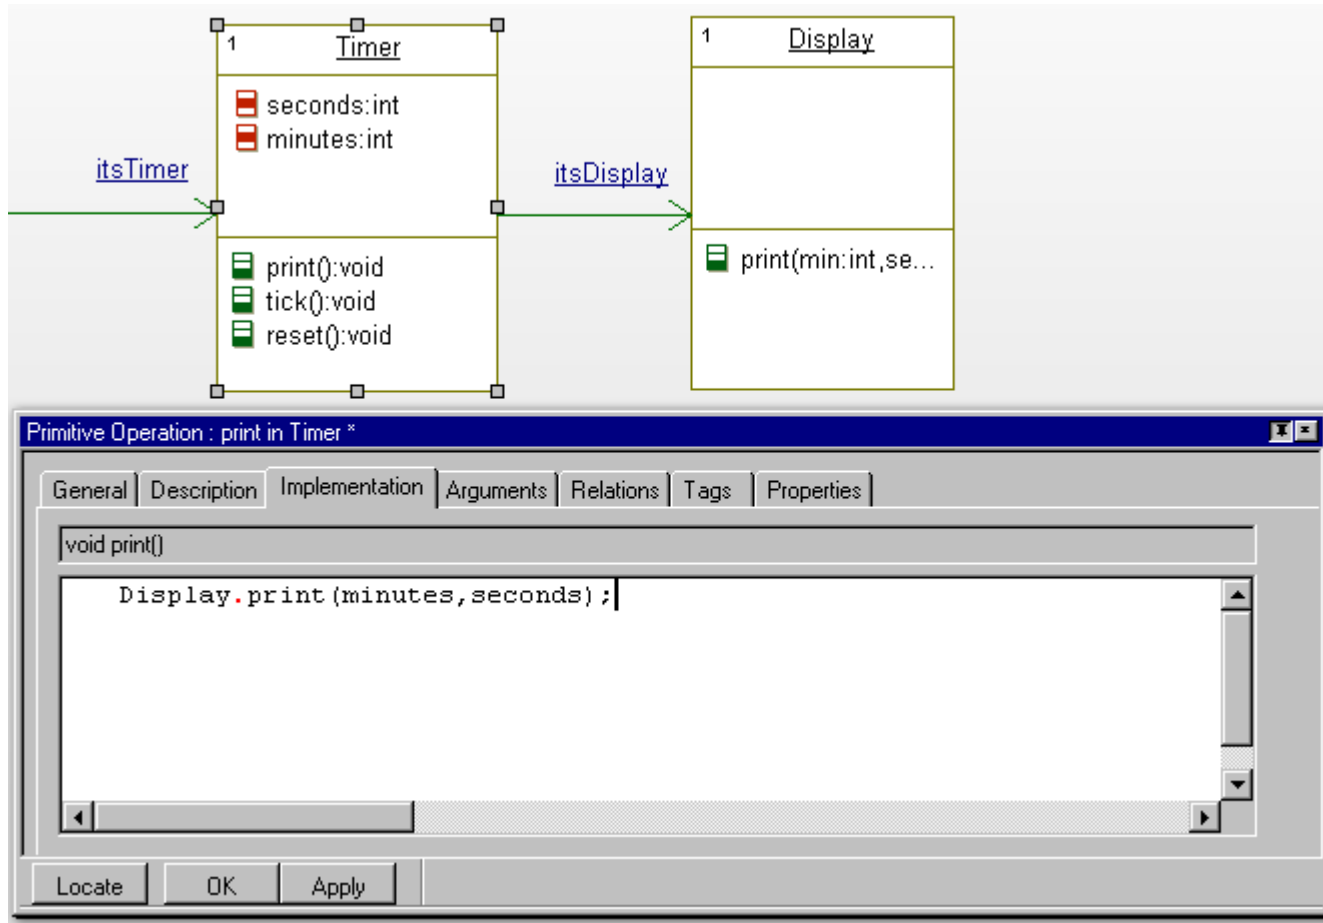 1 Timer
seconds:int
minutes:int
itsTimer
print():void
tick():void
reset():void
itsDisplay
1 Display
print(min:int,se...
Primitive Operation : print in Timer *
General Description Implementation Arguments Relations Tags Properties
void print()
Display.print(minutes,seconds);
Locate OK Apply